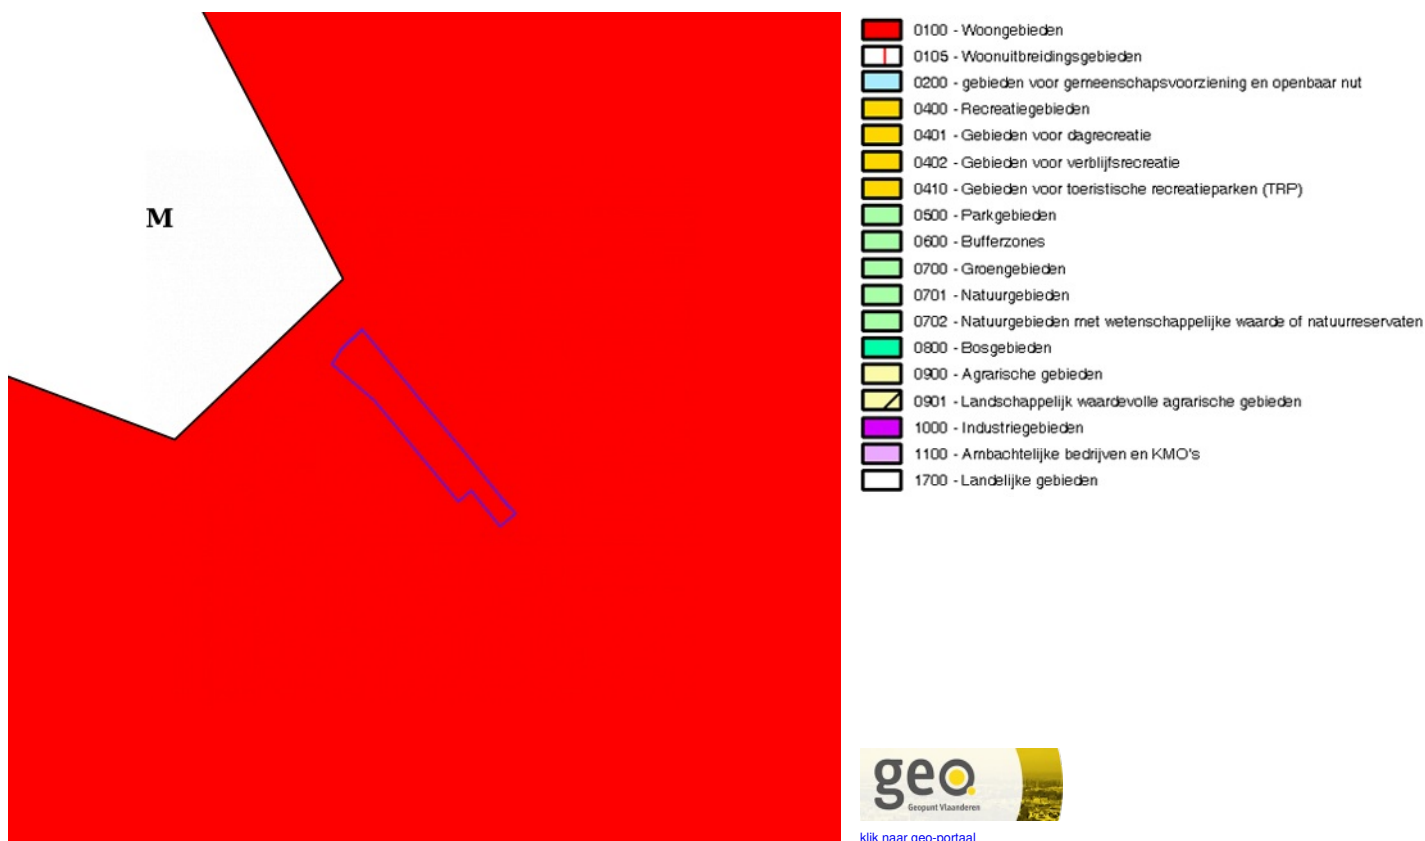 M
0100 - Woongebieden
0105 - Woonuitbreidingsgebieden
0200 - gebieden voor gemeenschapsvoorziening en openbaar nut
0400 - Recreatiegebieden
0401 - Gebieden voor dagrecreatie
0402 - Gebieden voor verblijfsrecreatie
0410 - Gebieden voor toeristische recreatieparken (TRP)
0500 - Parkgebieden
0600 - Bufferzones
0700 - Groengebieden
0701 - Natuurgebieden
0702 - Natuurgebieden met wetenschappelijke waarde of natuurreservaten
0800 - Bosgebieden
0900 - Agrarische gebieden
0901 - Landschappelijk waardevolle agrarische gebieden
1000 - Industriegebieden
1100 - Ambachtelijke bedrijven en KMO's
1700 - Landelijke gebieden
geo
Geopunt Vlaanderen
klik naar geo-portaal